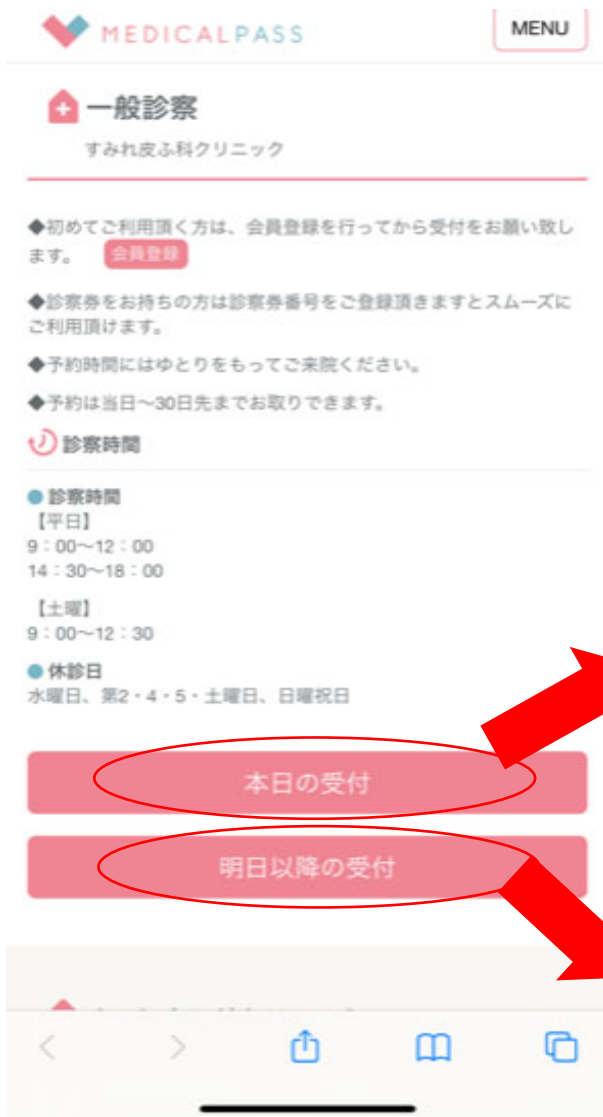 MEDICALPASS
MENU
一般診察
すみれ皮ふ科クリニック
◆初めてご利用頂く方は、会員登録を行ってから受付をお願い致し
ます。 会員登録
◆診察券をお持ちの方は診察券番号をご登録頂きますとスムーズに
ご利用頂けます。
◆予約時間にはゆとりをもってご来院ください。
◆予約は当日〜30日先までお取りできます。
診察時間
●診察時間
【平日】
9:00〜12:00
14:30〜18:00
【土曜】
9:00〜12:30
●休診日
水曜日、第2・4・5・土曜日、日曜祝日
本日の受付
明日以降の受付